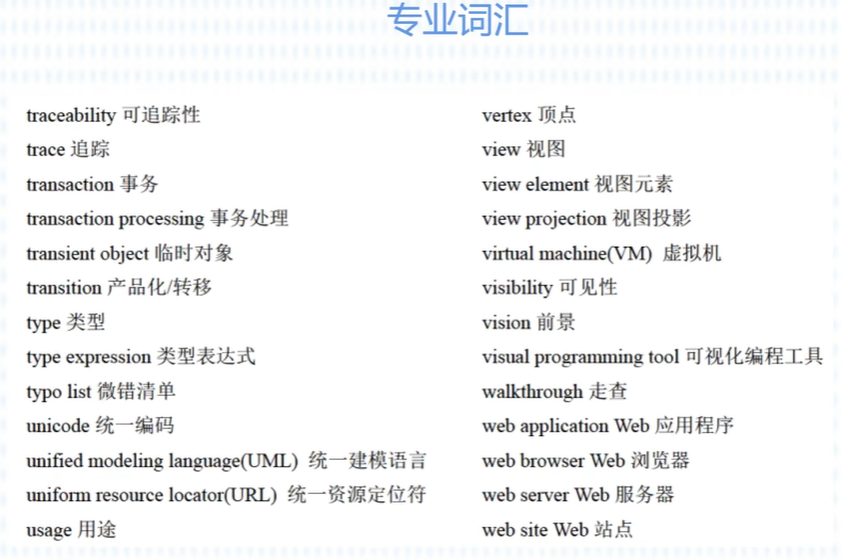 专业词汇
traceability 可追踪性
trace 追踪
transaction 事务
transaction processing 事务处理
transient object 临时对象
transition 产品化/转移
type 类型
type expression 类型表达式
typo list 微错清单
unicode 统一编码
unified modeling language(UML) 统一建模语言
uniform resource locator(URL) 统一资源定位符
usage 用途
vertex 顶点
view 视图
view element 视图元素
view projection 视图投影
virtual machine(VM) 虚拟机
visibility 可见性
vision 前景
visual programming tool 可视化编程工具
walkthrough 走查
web application Web 应用程序
web browser Web 浏览器
web server Web 服务器
web site Web 站点